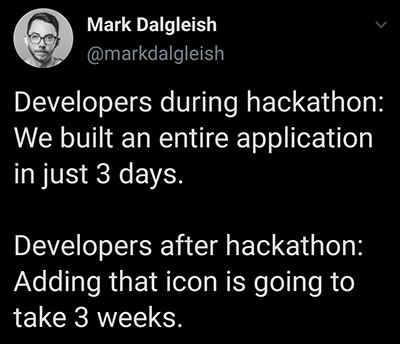 Mark Dalgleish
@markdalgleish
Developers during hackathon:
We built an entire application
in just 3 days.
Developers after hackathon:
Adding that icon is going to
take 3 weeks.